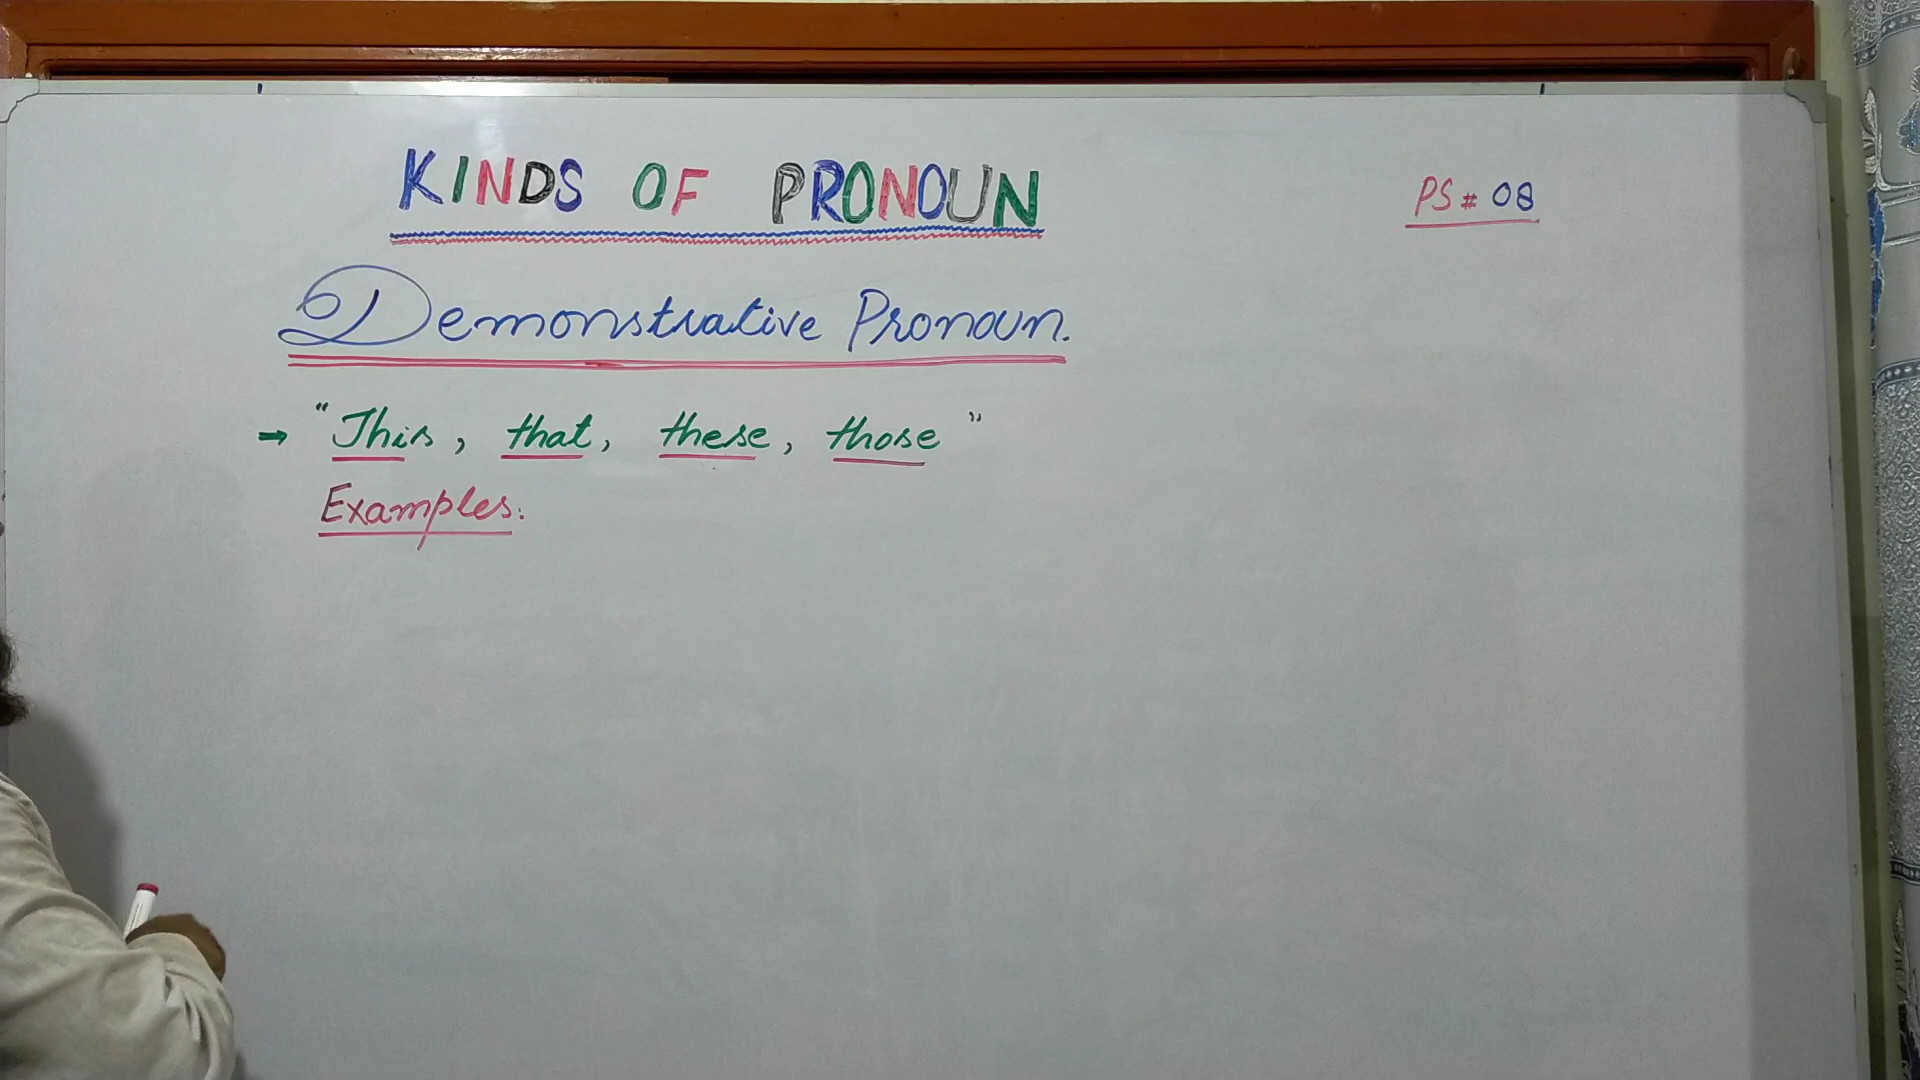 KINDS OF PRONOUN
PS # 08
Demonstrative Pronoun.
→ "This, that, these, those"
Examples: